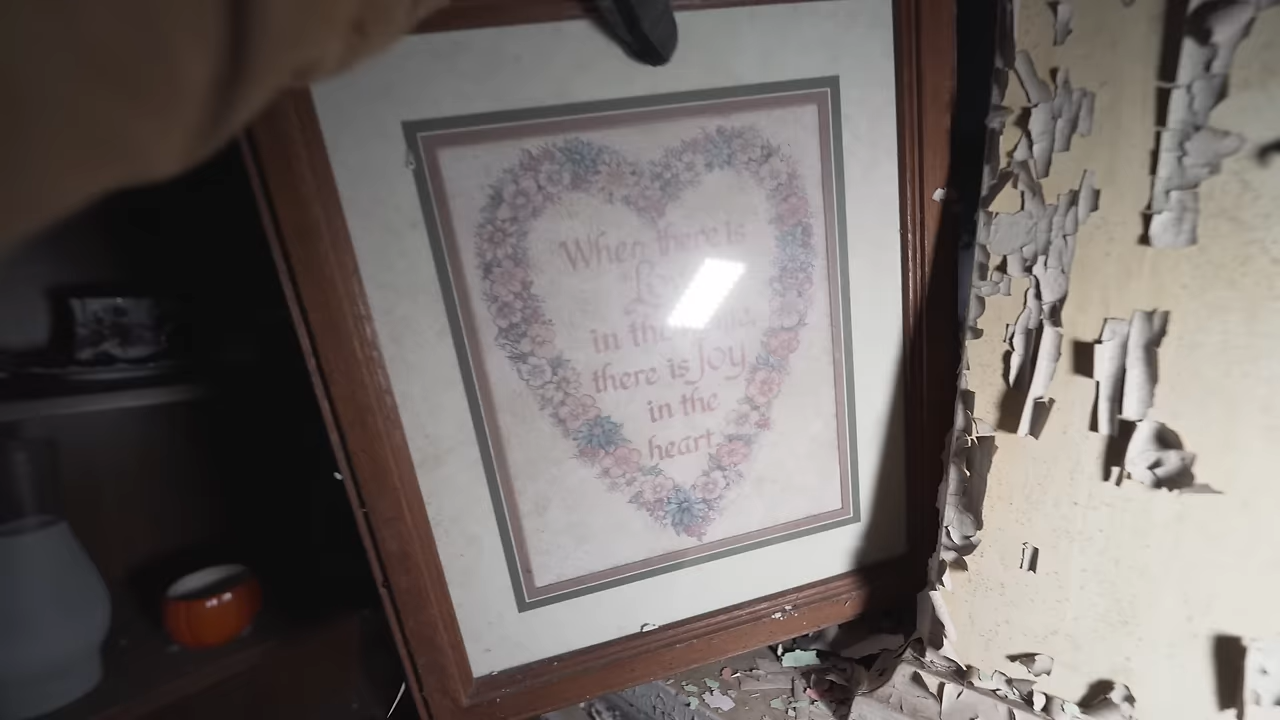 When there is
in the
there is Joy
in the
heart